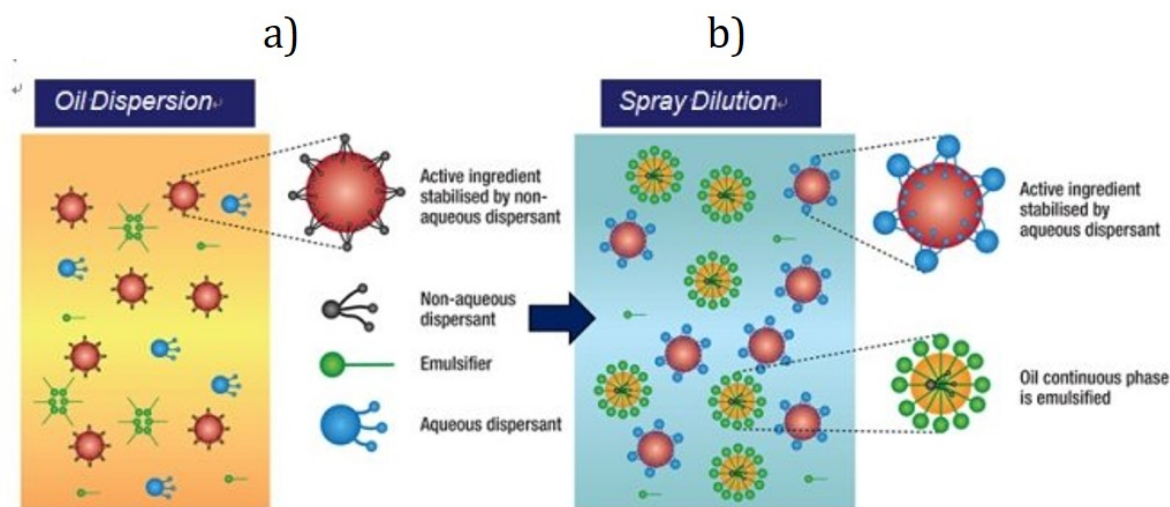 a)
b)
Oil Dispersion
Spray Dilution
Active ingredient
stabilised by non-
aqueous dispersant
Non-aqueous
dispersant
Emulsifier
Aqueous dispersant
Active ingredient
stabilised by
aqueous dispersant
Oil continuous phase
is emulsified